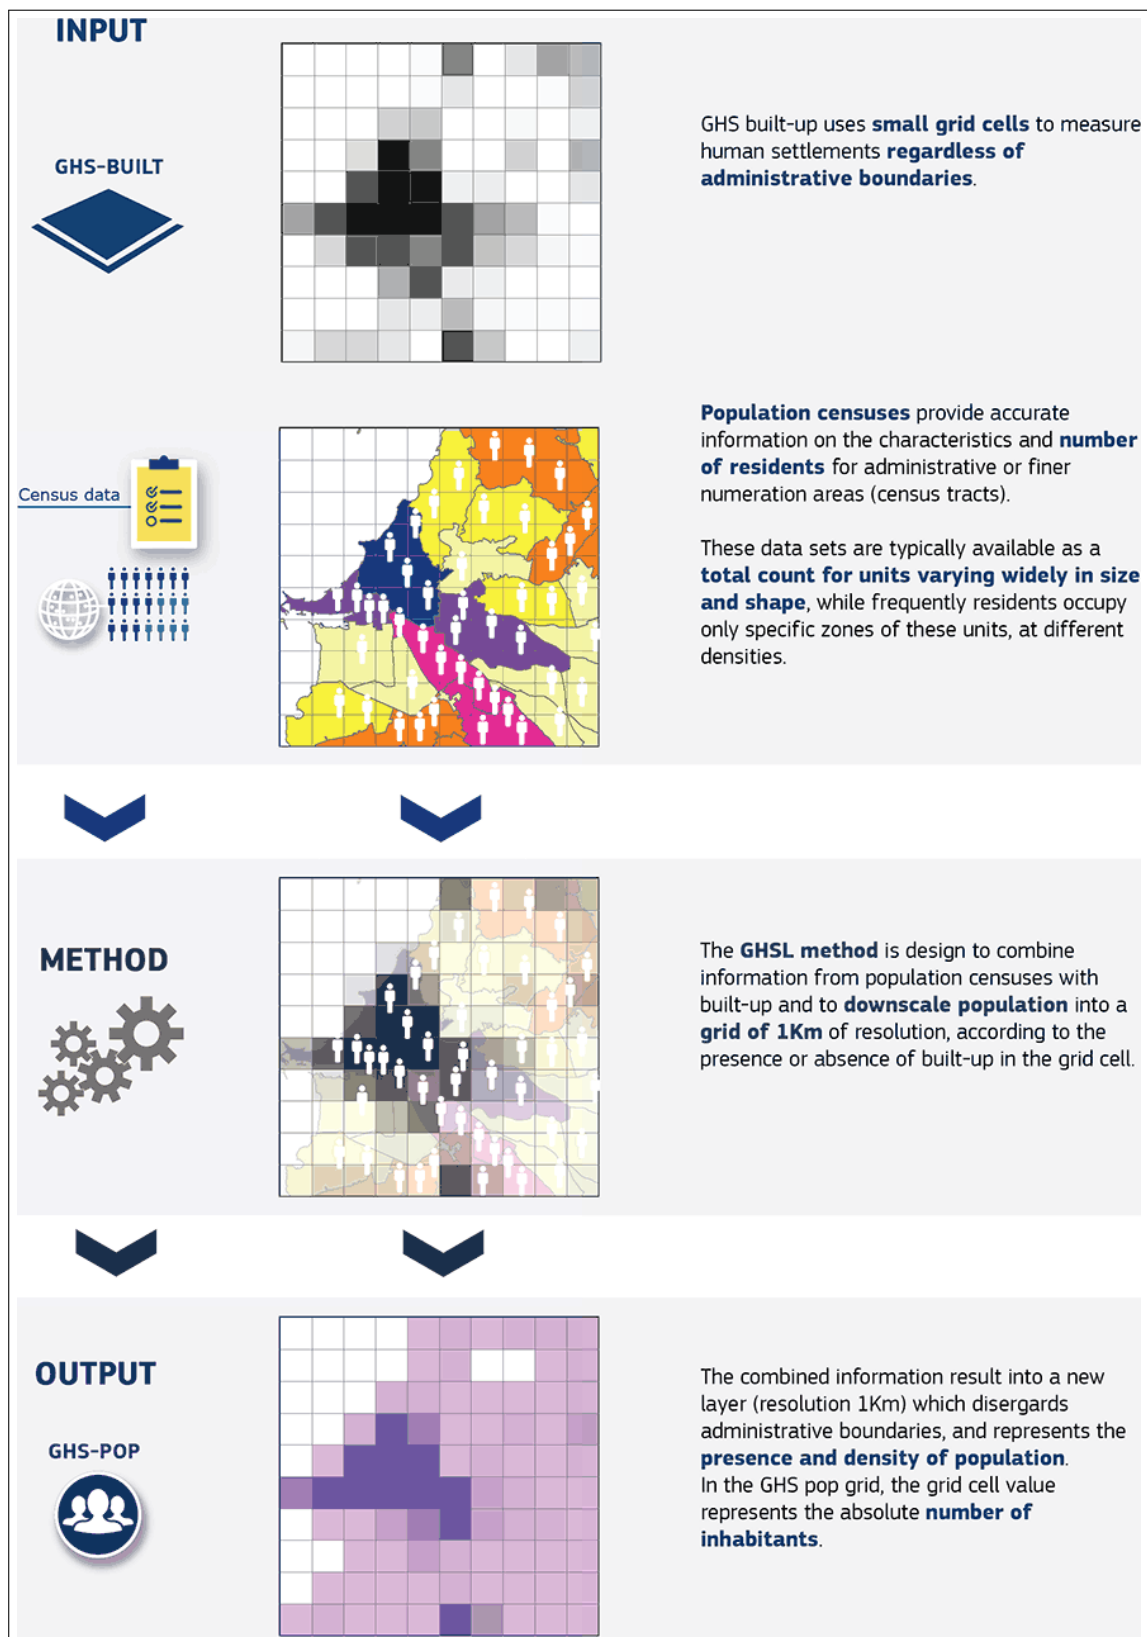 INPUT
GHS-BUILT
GHS built-up uses small grid cells to measure
human settlements regardless of
administrative boundaries.
Census data
Population censuses provide accurate
information on the characteristics and number
of residents for administrative or finer
numeration areas (census tracts).
These data sets are typically available as a
total count for units varying widely in size
and shape, while frequently residents occupy
only specific zones of these units, at different
densities.
METHOD
The GHSL method is design to combine
information from population censuses with
built-up and to downscale population into a
grid of 1Km of resolution, according to the
presence or absence of built-up in the grid cell.
OUTPUT
GHS-POP
The combined information result into a new
layer (resolution 1Km) which disergards
administrative boundaries, and represents the
presence and density of population.
In the GHS pop grid, the grid cell value
represents the absolute number of
inhabitants.